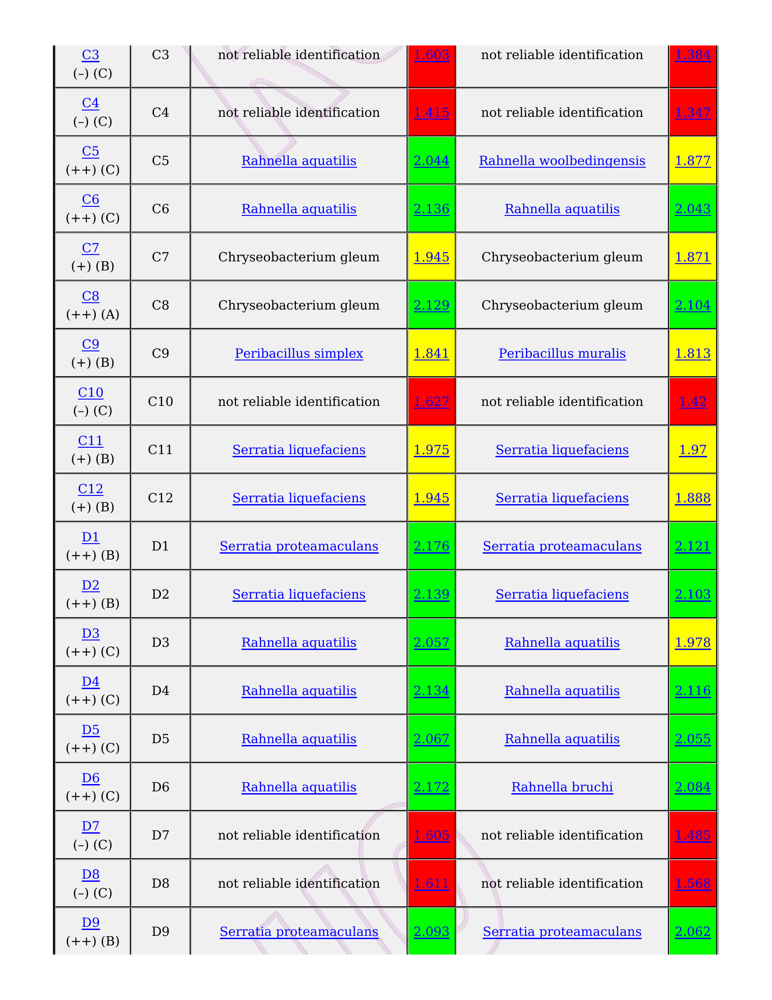 C3
(–) (C)
C3
not reliable identification
1.603
not reliable identification
1.384
C4
(–) (C)
C4
not reliable identification
1.415
not reliable identification
1.347
C5
(++) (C)
C5
Rahnella aquatilis
2.044
Rahnella woolbedingensis
1.877
C6
(++) (C)
C6
Rahnella aquatilis
2.136
Rahnella aquatilis
2.043
C7
(+) (B)
C7
Chryseobacterium gleum
1.945
Chryseobacterium gleum
1.871
C8
(++) (A)
C8
Chryseobacterium gleum
2.129
Chryseobacterium gleum
2.104
C9
(+) (B)
C9
Peribacillus simplex
1.841
Peribacillus muralis
1.813
C10
(–) (C)
C10
not reliable identification
1.627
not reliable identification
1.42
C11
(+) (B)
C11
Serratia liquefaciens
1.975
Serratia liquefaciens
1.97
C12
(+) (B)
C12
Serratia liquefaciens
1.945
Serratia liquefaciens
1.888
D1
(++) (B)
D1
Serratia proteamaculans
2.176
Serratia proteamaculans
2.121
D2
(++) (B)
D2
Serratia liquefaciens
2.139
Serratia liquefaciens
2.103
D3
(++) (C)
D3
Rahnella aquatilis
2.057
Rahnella aquatilis
1.978
D4
(++) (C)
D4
Rahnella aquatilis
2.134
Rahnella aquatilis
2.116
D5
(++) (C)
D5
Rahnella aquatilis
2.067
Rahnella aquatilis
2.055
D6
(++) (C)
D6
Rahnella aquatilis
2.172
Rahnella bruchi
2.084
D7
(–) (C)
D7
not reliable identification
1.605
not reliable identification
1.485
D8
(–) (C)
D8
not reliable identification
1.611
not reliable identification
1.568
D9
(++) (B)
D9
Serratia proteamaculans
2.093
Serratia proteamaculans
2.062